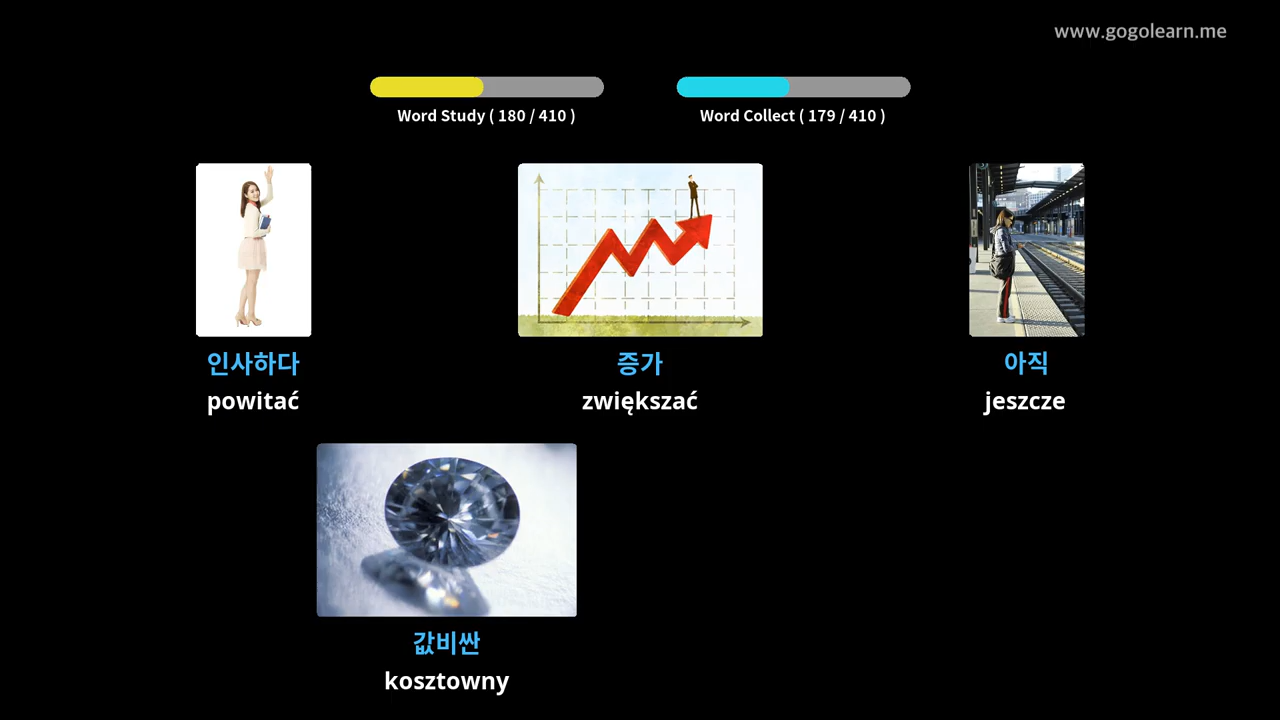 www.gogolearn.me
Word Study ( 180 / 410 )
Word Collect ( 179 / 410 )
인사하다
powitać
증가
zwiększać
아직
jeszcze
값비싼
kosztowny